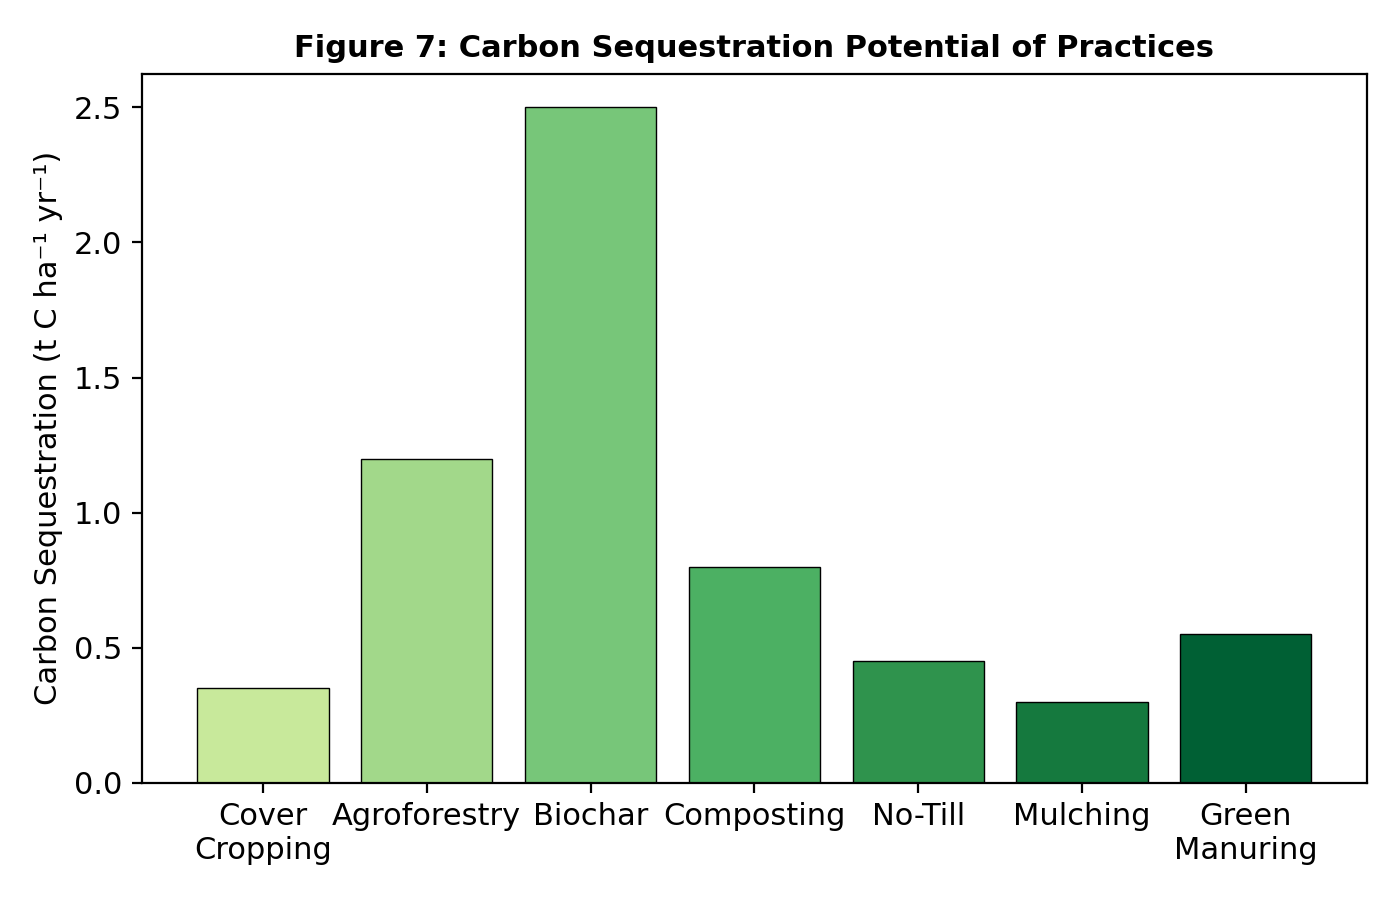 Figure 7: Carbon Sequestration Potential of Practices
Carbon Sequestration (t C ha⁻¹ yr⁻¹)
2.5
2.0
1.5
1.0
0.5
0.0
Cover Cropping
Agroforestry
Biochar
Composting
No-Till
Mulching
Green Manuring